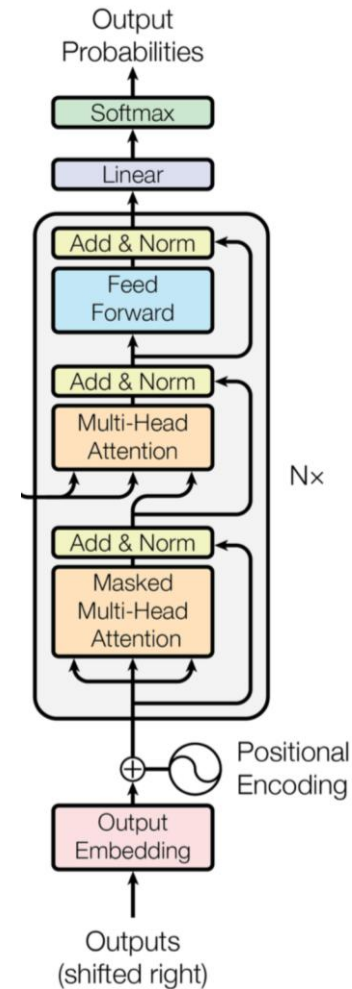 Output
Probabilities
Softmax
Linear
Add & Norm
Feed
Forward
Add & Norm
Multi-Head
Attention
N×
Add & Norm
Masked
Multi-Head
Attention
Positional
Encoding
Output
Embedding
Outputs
(shifted right)